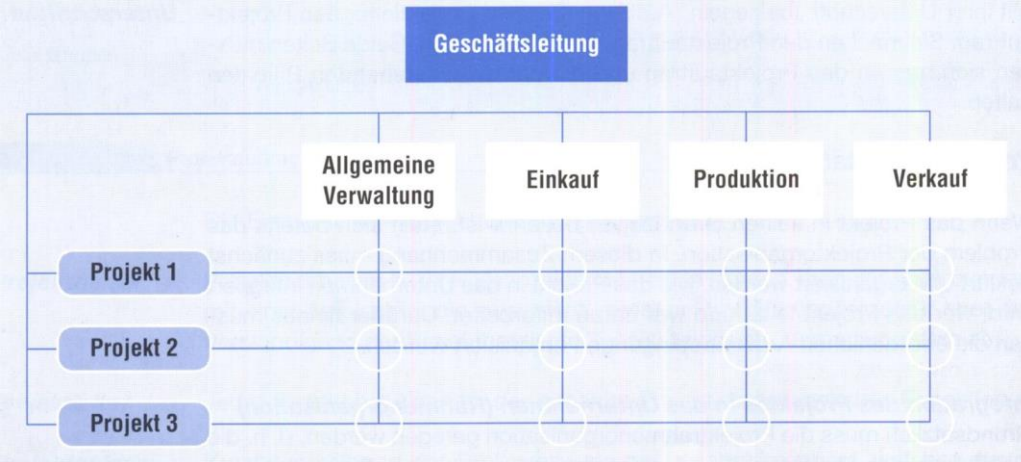 Geschäftsleitung
Allgemeine
Verwaltung
Einkauf
Produktion
Verkauf
Projekt 1
Projekt 2
Projekt 3